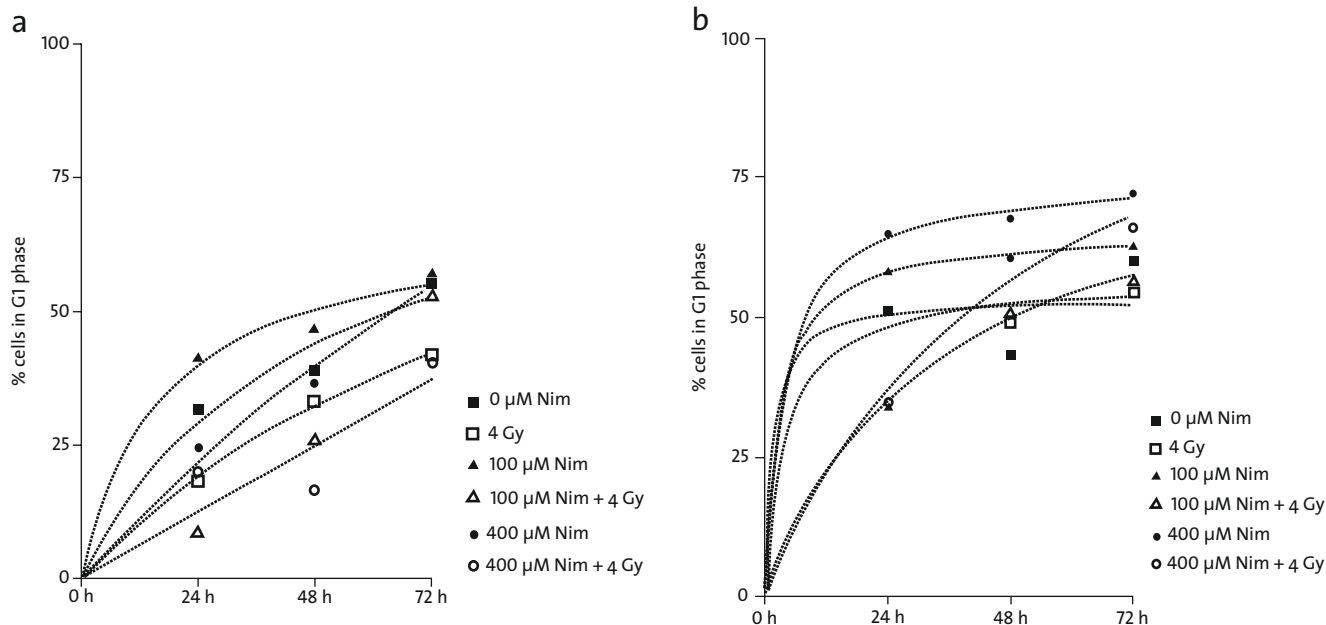 a
100
75
50
25
0
% cells in G1 phase
0 h
24 h
48 h
72 h
0 µM Nim
4 Gy
100 µM Nim
100 µM Nim + 4 Gy
400 µM Nim
400 µM Nim + 4 Gy
b
100
75
50
25
0
% cells in G1 phase
0 h
24 h
48 h
72 h
0 µM Nim
4 Gy
100 µM Nim
100 µM Nim + 4 Gy
400 µM Nim
400 µM Nim + 4 Gy